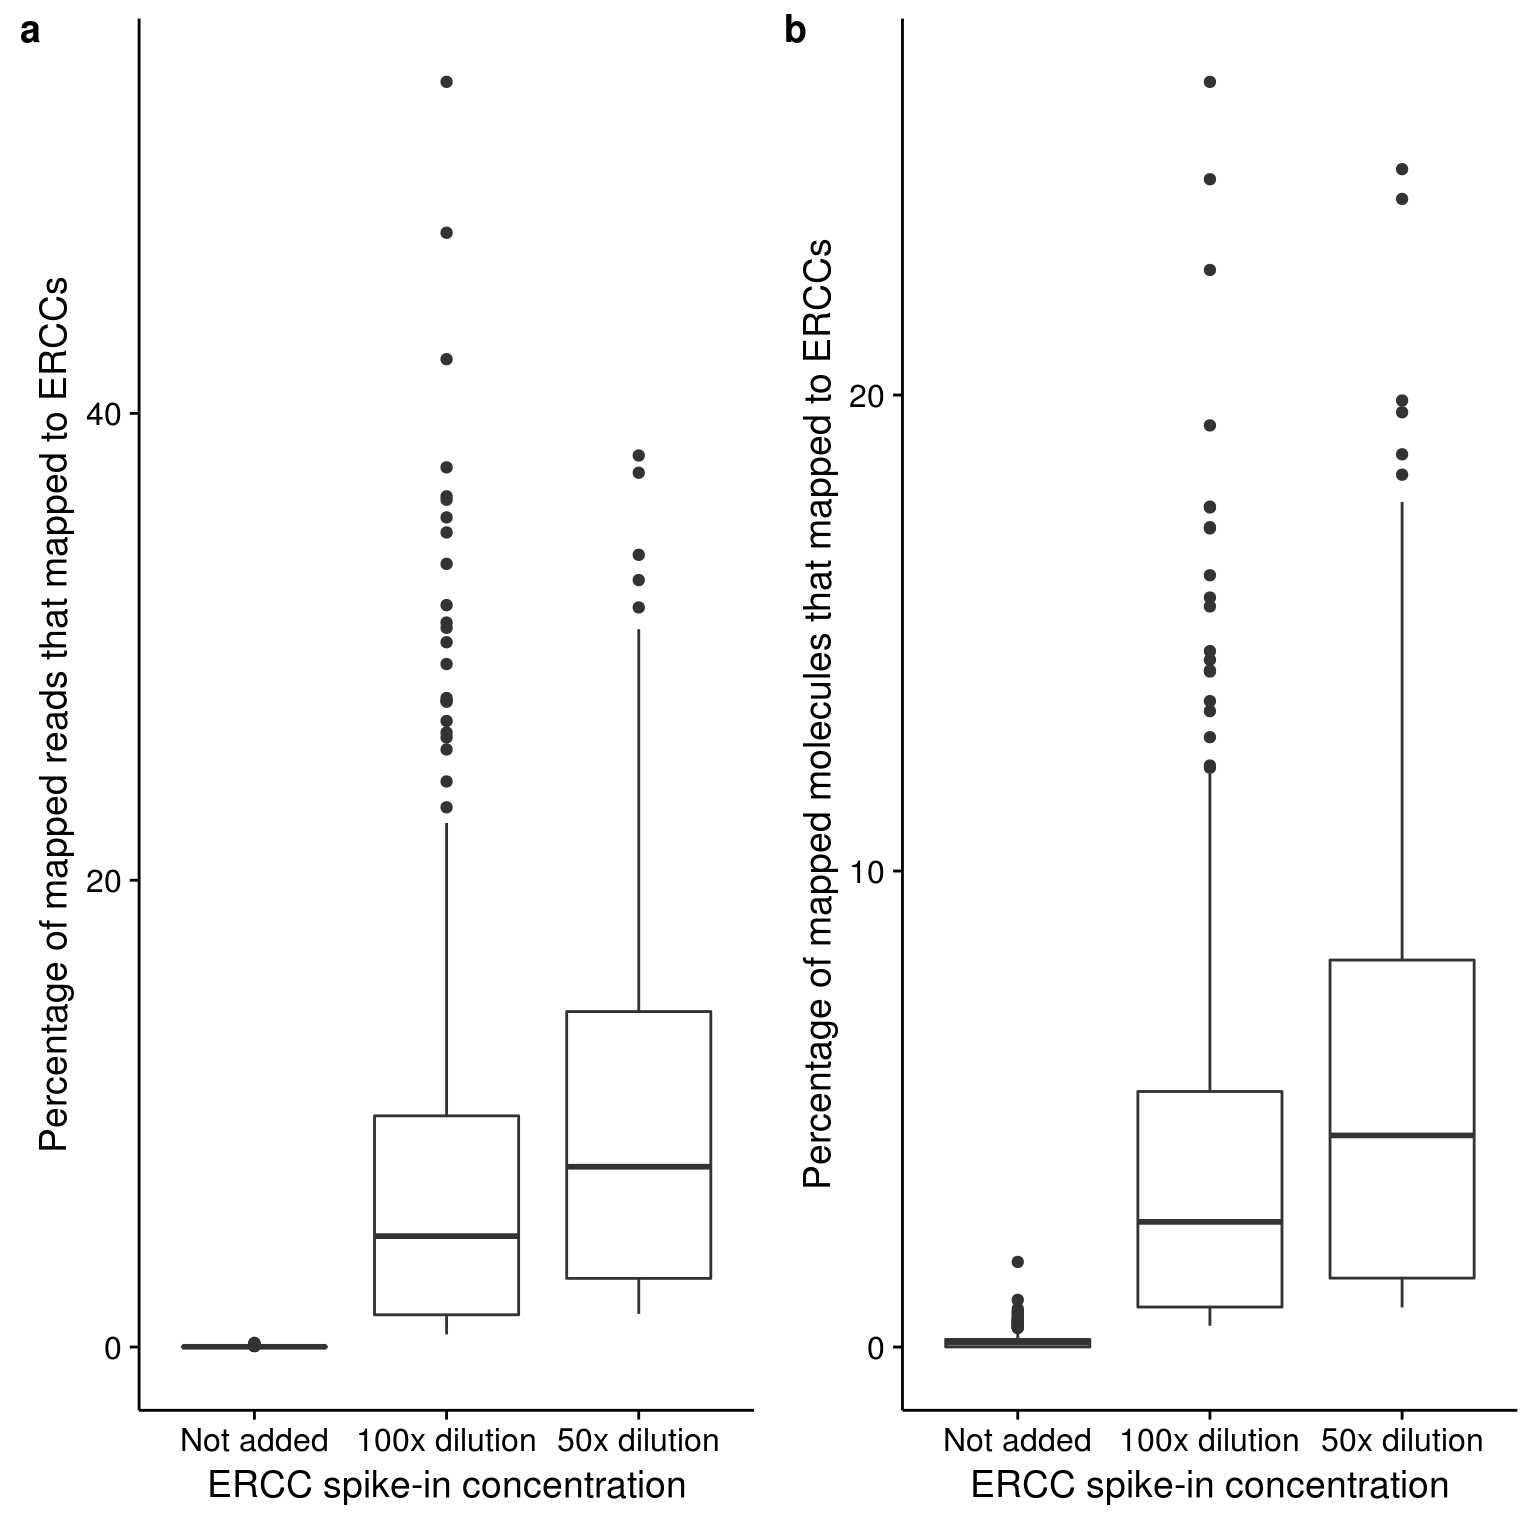 a
Percentage of mapped reads that mapped to ERCCs
40
20
0
Not added 100x dilution 50x dilution
ERCC spike-in concentration
b
Percentage of mapped molecules that mapped to ERCCs
20
10
0
Not added 100x dilution 50x dilution
ERCC spike-in concentration